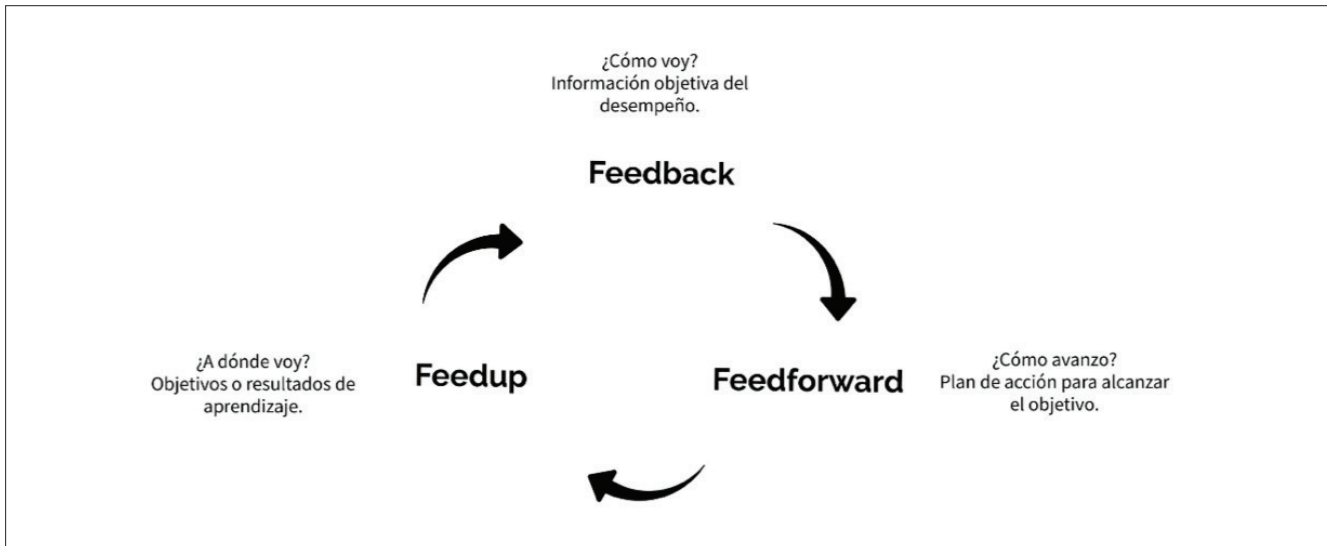 ¿Cómo voy?
Información objetiva del
desempeño.
Feedback
¿A dónde voy?
Objetivos o resultados de
aprendizaje.
Feedup
Feedforward
¿Cómo avanzo?
Plan de acción para alcanzar
el objetivo.